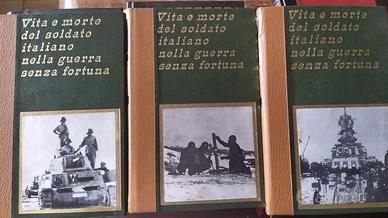 Vita e morte
del soldato
italiano
nella guerra
senza fortuna
Vita e morte
del soldato
italiano
nella guerra
senza fortuna
Vita e morte
del soldato
italiano
nella guerra
senza fortuna